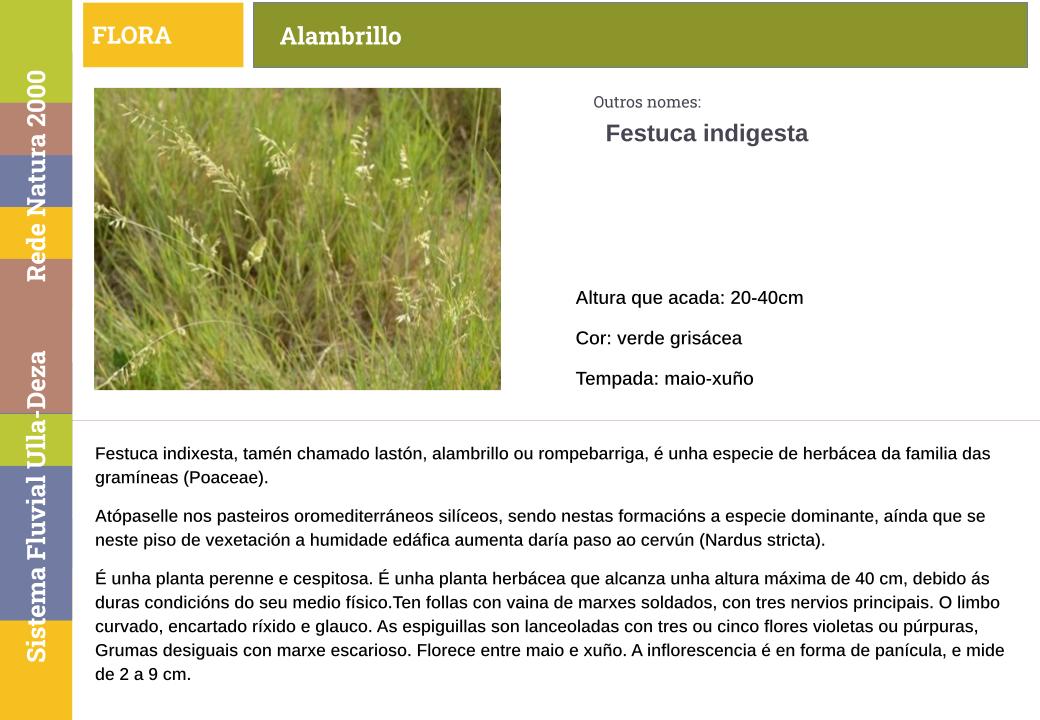 FLORA
Alambrillo
Rede Natura 2000
Sistema Fluvial Ulla-Deza
Outros nomes:
Festuca indigesta
Altura que acada: 20-40cm
Cor: verde grisácea
Tempada: maio-xuño
Festuca indixesta, tamén chamado lastón, alambrillo ou rompebarriga, é unha especie de herbácea da familia das
gramíneas (Poaceae).
Atópaselle nos pasteiros oromediterráneos silíceos, sendo nestas formacións a especie dominante, aínda que se
neste piso de vexetación a humidade edáfica aumenta daría paso ao cervún (Nardus stricta).
É unha planta perenne e cespitosa. É unha planta herbácea que alcanza unha altura máxima de 40 cm, debido ás
duras condicións do seu medio físico.Ten follas con vaina de marxes soldados, con tres nervios principais. O limbo
curvado, encartado ríxido e glauco. As espiguillas son lanceoladas con tres ou cinco flores violetas ou púrpuras,
Grumas desiguais con marxe escarioso. Florece entre maio e xuño. A inflorescencia é en forma de panícula, e mide
de 2 a 9 cm.